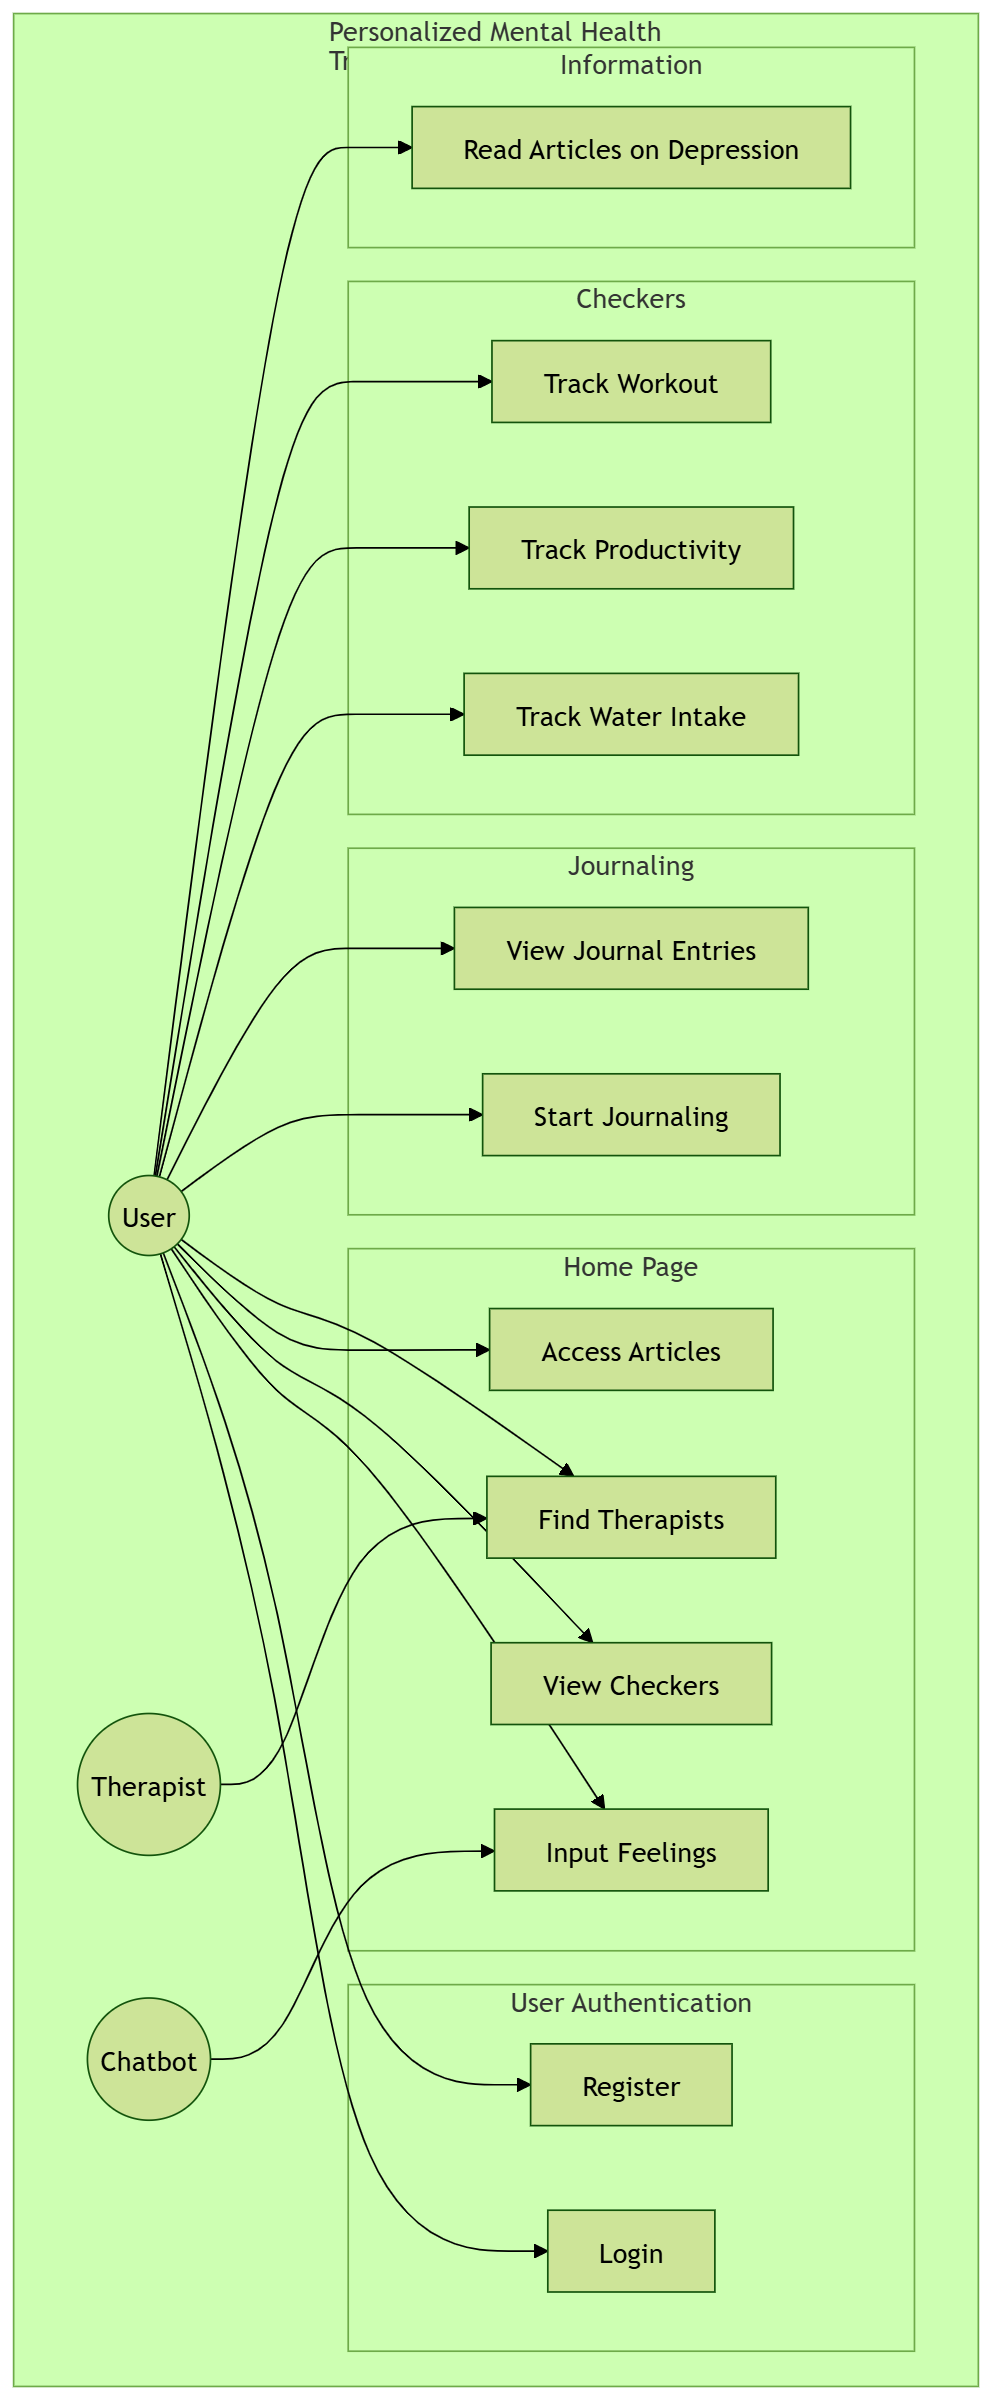 Personalized Mental Health
Information
Read Articles on Depression
Checkers
Track Workout
Track Productivity
Track Water Intake
Journaling
View Journal Entries
Start Journaling
User
Home Page
Access Articles
Find Therapists
View Checkers
Therapist
Input Feelings
User Authentication
Chatbot
Register
Login